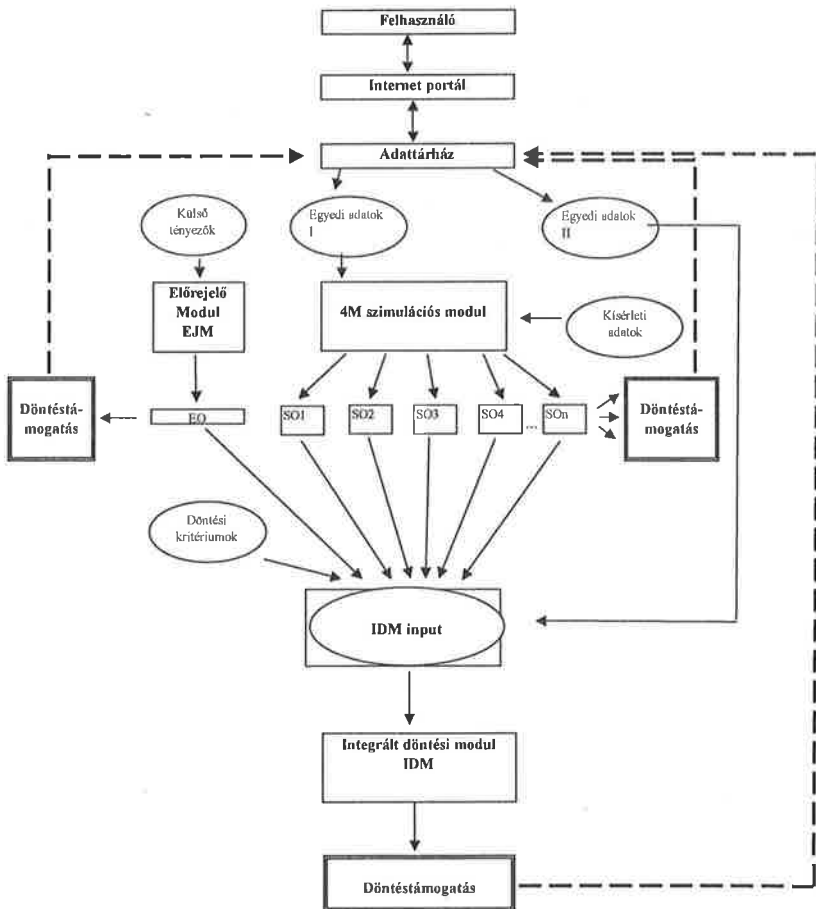 Felhasználó
Internet portál
Adattárház
Külső
tényezők
Egyedi adatok
I
Egyedi adatok
II
Előrejelő
Modul
EJM
4M szimulációs modul
Kísérleti
adatok
Döntéstá-
mogatás
EO
SO1
SO2
SO3
SO4
...
SOn
Döntéstá-
mogatás
Döntési
kritériumok
IDM input
Integrált döntési modul
IDM
Döntéstámogatás